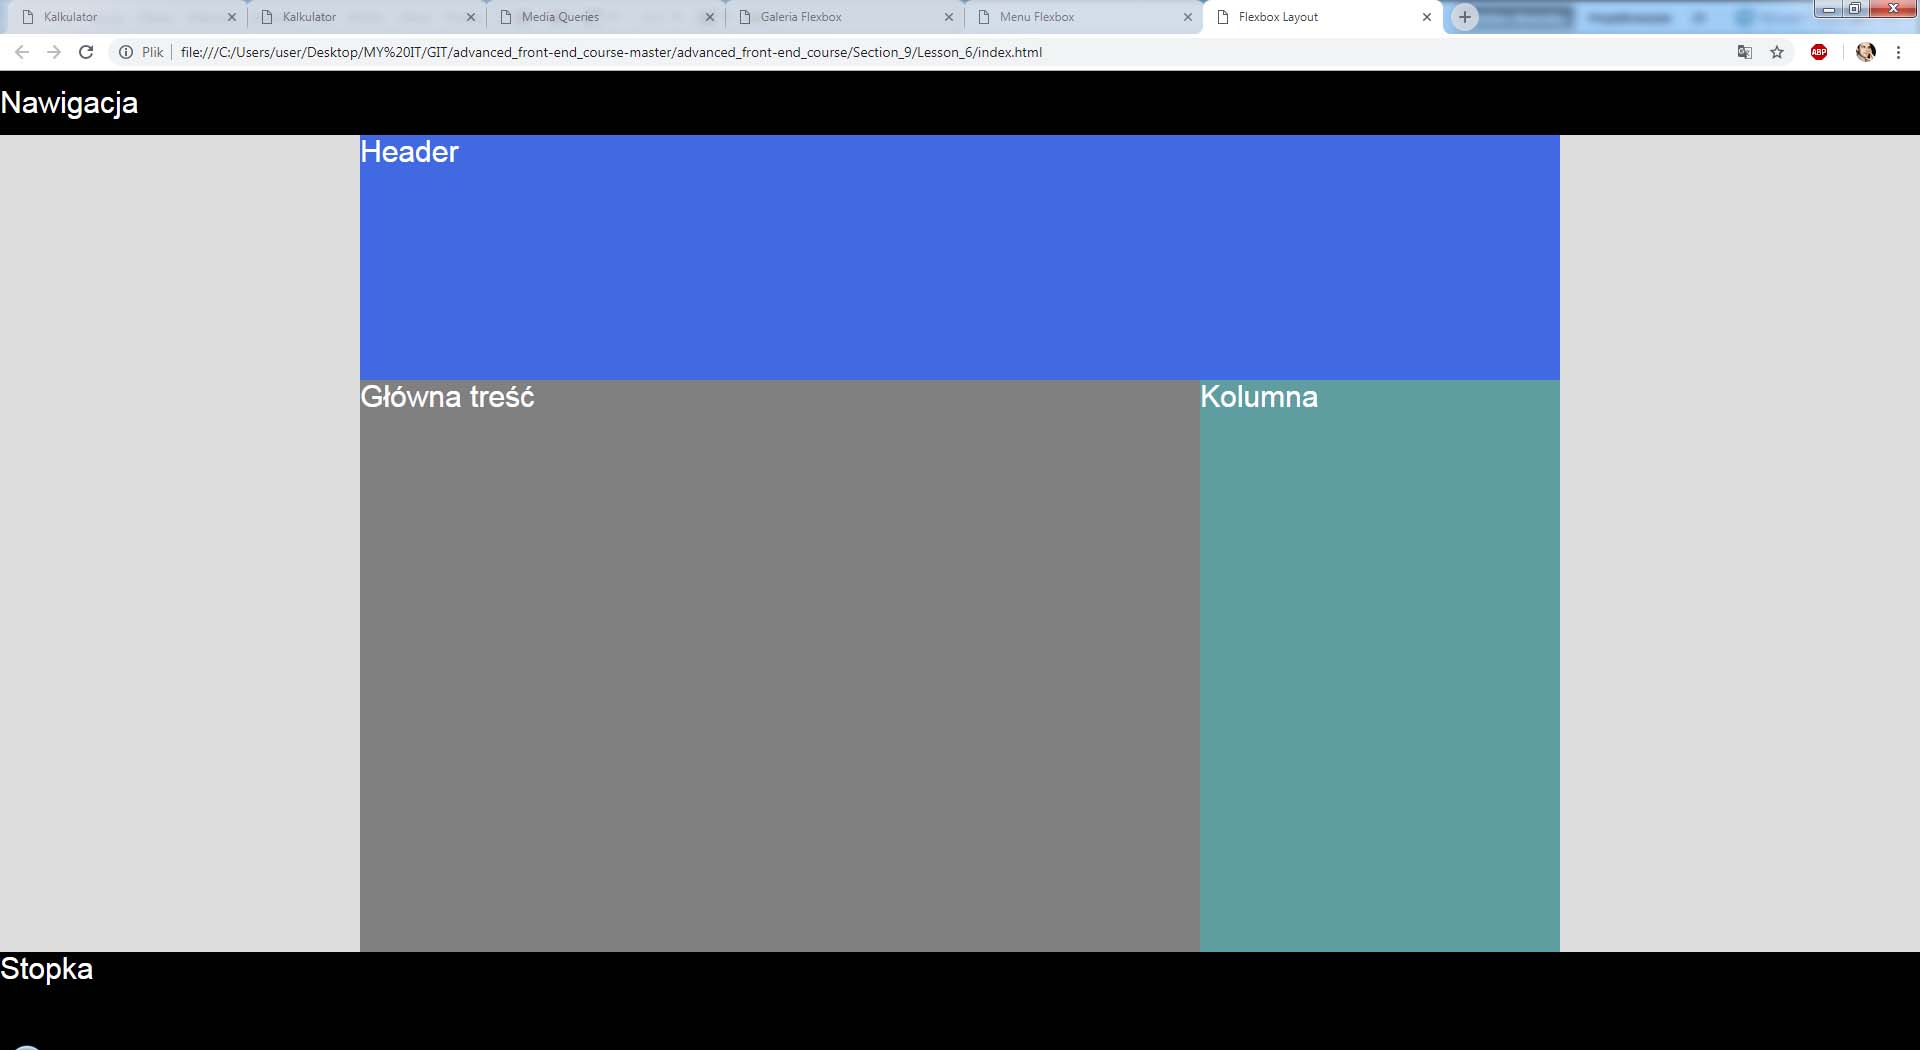 Kalkulator
Kalkulator
Media Queries
Galeria Flexbox
Menu Flexbox
Flexbox Layout
Plik
file:///C:/Users/user/Desktop/MY%20IT/GIT/advanced_front-end_course-master/advanced_front-end_course/Section_9/Lesson_6/index.html
ABP
Nawigacja
Header
Główna treść
Kolumna
Stopka